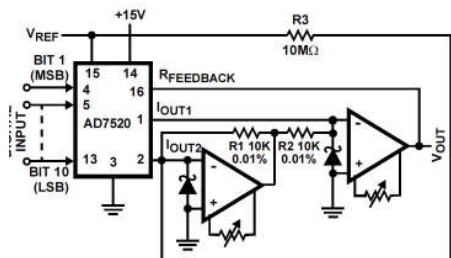 +15V
VREF
R3
10MΩ
BIT 1
(MSB)
15
14
4
5
16
RFEEDBACK
IOUT1
1
AD7520
INPUT
R1 10K
0.01%
R2 10K
0.01%
IOUT2
BIT 10
(LSB)
13
3
2
-
+
-
+
VOUT